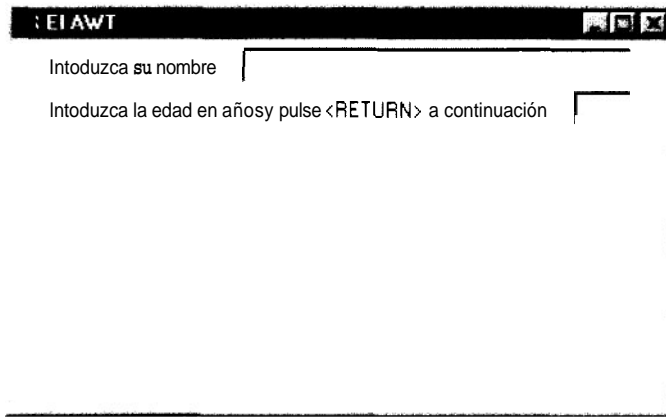 El AWT
Intoduzca su nombre
Intoduzca la edad en añosy pulse <RETURN> a continuación